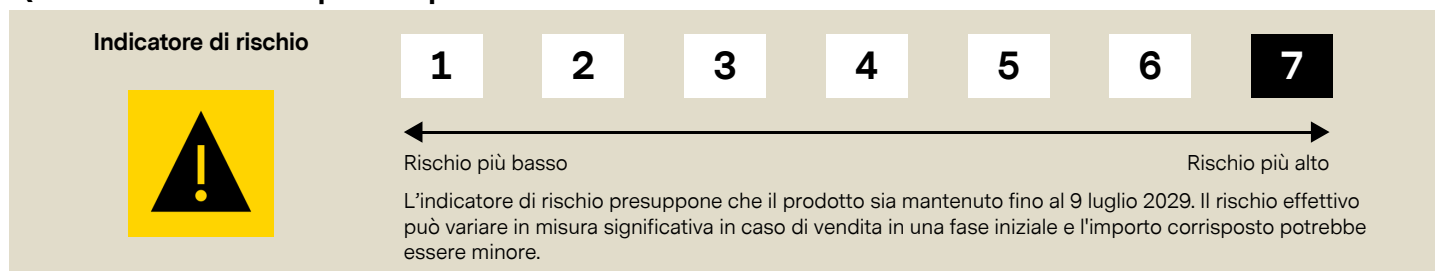 Indicatore di rischio
1 2 3 4 5 6 7
Rischio più basso Rischio più alto
L'indicatore di rischio presuppone che il prodotto sia mantenuto fino al 9 luglio 2029. Il rischio effettivo
può variare in misura significativa in caso di vendita in una fase iniziale e l'importo corrisposto potrebbe
essere minore.